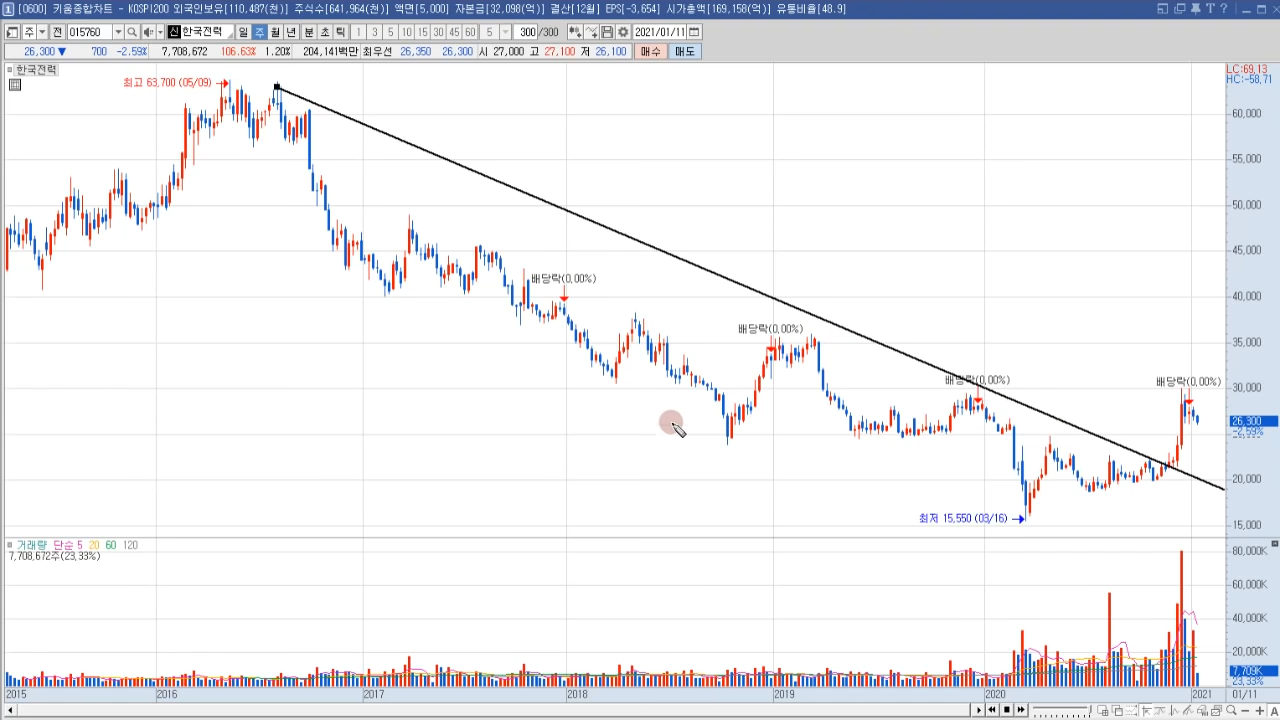 [0600] 키움종합차트 - KOSPI200 외국인보유[110,487(천)] 주식수[641,964(천)] 액면[5,000] 자본금[32,098(억)] 결산[12월] EPS[-3,654] 시가총액[169,158(억)] 유통비율[48.9]
주 전 015760 신 한국전력 일 주 월 년 분 초 틱 1 3 5 10 15 30 45 60 5 300 /300 2021/01/11
26,300 ▼ 700 -2.59% 7,708,672 106.63% 1.20% 204,141백만 최우선 26,350 26,300 시 27,000 고 27,100 저 26,100 매수 매도
한국전력
LC:69.13
HC:-58.71
최고 63,700 (05/09)
60,000
55,000
50,000
45,000
배당락(0.00%)
40,000
배당락(0.00%)
35,000
배당락(0.00%)
배당락(0.00%)
30,000
26,300
-2.59%
20,000
최저 15,550 (03/16)
15,000
거래량 단순 5 20 60 120
7,708,672주(23.33%)
80,000K
60,000K
40,000K
20,000K
7,709K
23.33%
2015 2016 2017 2018 2019 2020 2021 01/11
A